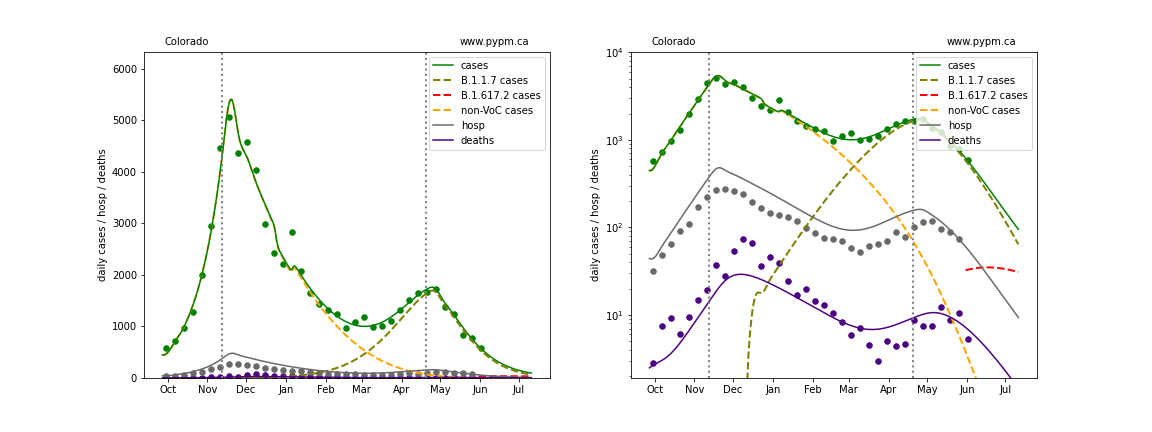 Colorado
www.pypm.ca
daily cases / hosp / deaths
6000
5000
4000
3000
2000
1000
0
Oct Nov Dec Jan Feb Mar Apr May Jun Jul
cases
B.1.1.7 cases
B.1.617.2 cases
non-VoC cases
hosp
deaths
Colorado
www.pypm.ca
daily cases / hosp / deaths
10⁴
10³
10²
10¹
Oct Nov Dec Jan Feb Mar Apr May Jun Jul
cases
B.1.1.7 cases
B.1.617.2 cases
non-VoC cases
hosp
deaths